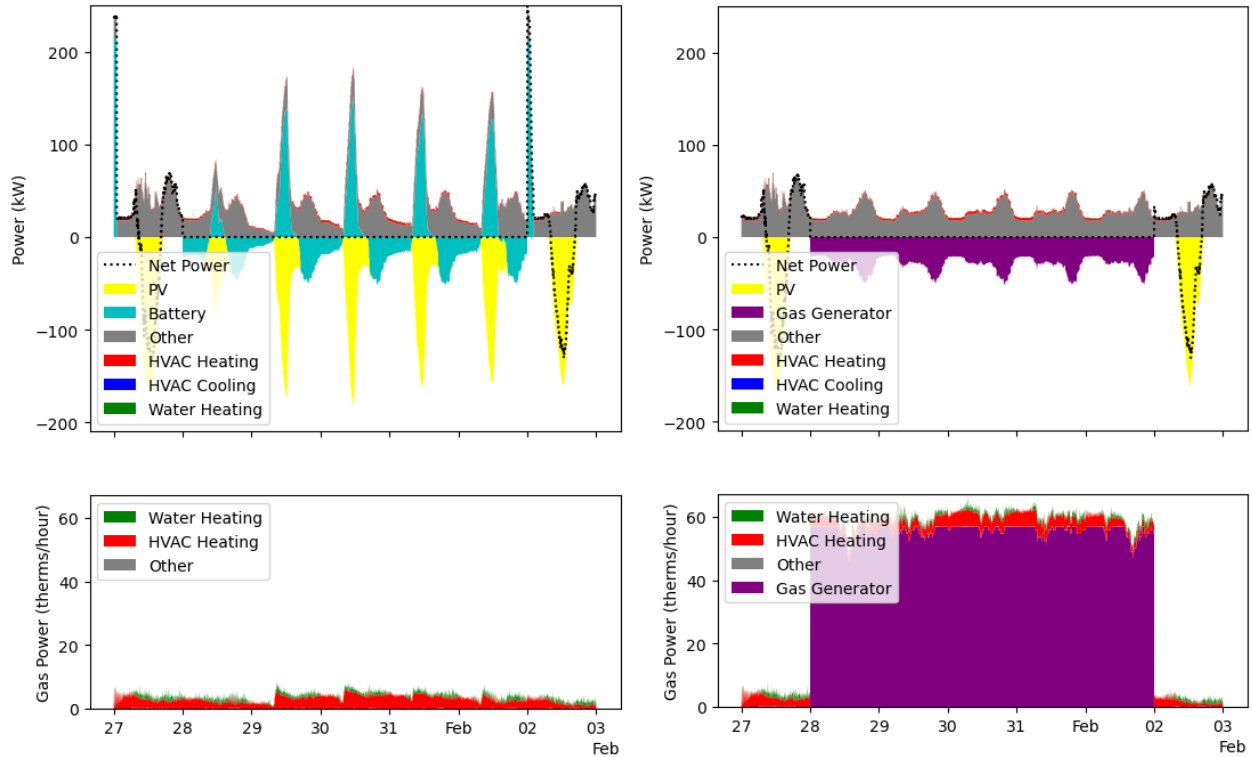 200
100
0
−100
−200
Power (kW)
Net Power
PV
Battery
Other
HVAC Heating
HVAC Cooling
Water Heating
200
100
0
−100
−200
Power (kW)
Net Power
PV
Gas Generator
Other
HVAC Heating
HVAC Cooling
Water Heating
60
40
20
0
Gas Power (therms/hour)
Water Heating
HVAC Heating
Other
27 28 29 30 31 Feb 02 03
Feb
60
40
20
0
Gas Power (therms/hour)
Water Heating
HVAC Heating
Other
Gas Generator
27 28 29 30 31 Feb 02 03
Feb